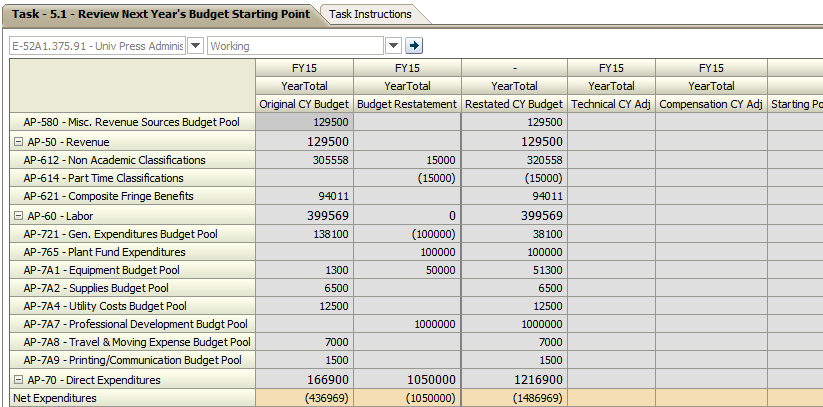 Task - 5.1 - Review Next Year's Budget Starting Point Task Instructions
E-52A1.375.91 - Univ Press Adminis Working
FY15 FY15 - FY15 FY15
YearTotal YearTotal YearTotal YearTotal YearTotal
Original CY Budget Budget Restatement Restated CY Budget Technical CY Adj Compensation CY Adj Starting Po
AP-580 - Misc. Revenue Sources Budget Pool 129500 129500
AP-50 - Revenue 129500 129500
AP-612 - Non Academic Classifications 305558 15000 320558
AP-614 - Part Time Classifications (15000) (15000)
AP-621 - Composite Fringe Benefits 94011 94011
AP-60 - Labor 399569 0 399569
AP-721 - Gen. Expenditures Budget Pool 138100 (100000) 38100
AP-765 - Plant Fund Expenditures 100000 100000
AP-7A1 - Equipment Budget Pool 1300 50000 51300
AP-7A2 - Supplies Budget Pool 6500 6500
AP-7A4 - Utility Costs Budget Pool 12500 12500
AP-7A7 - Professional Development Budgt Pool 1000000 1000000
AP-7A8 - Travel & Moving Expense Budget Pool 7000 7000
AP-7A9 - Printing/Communication Budget Pool 1500 1500
AP-70 - Direct Expenditures 166900 1050000 1216900
Net Expenditures (436969) (1050000) (1486969)